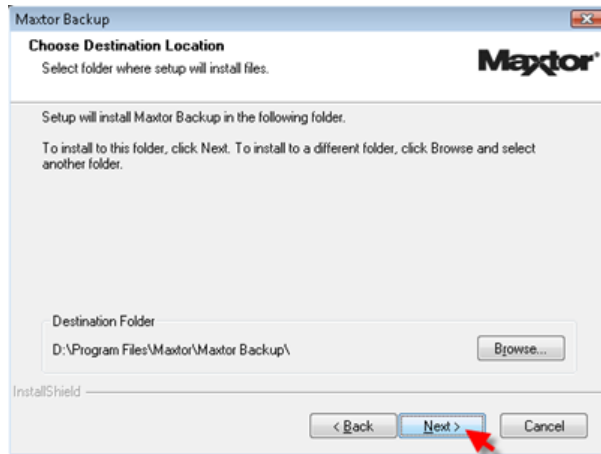 Maxtor Backup
Choose Destination Location
Select folder where setup will install files.
Maxtor
Setup will install Maxtor Backup in the following folder.
To install to this folder, click Next. To install to a different folder, click Browse and select
another folder.
Destination Folder
D:\Program Files\Maxtor\Maxtor Backup\
Browse...
InstallShield
< Back
Next >
Cancel